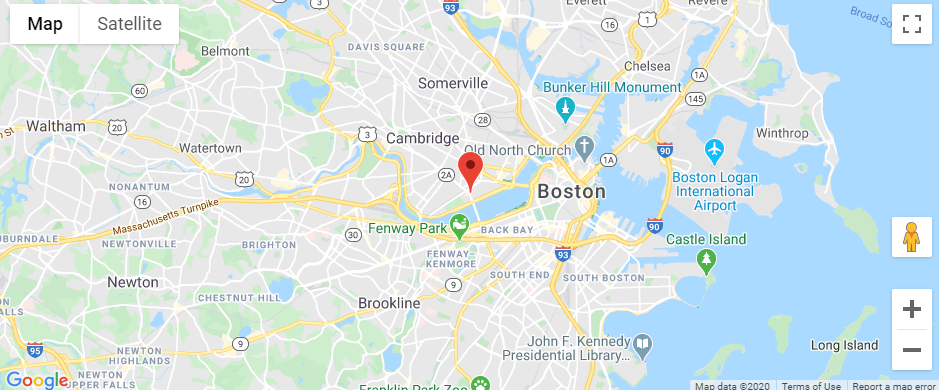 Map
Satellite
93
Everett
Revere
1
16
Broad So
DAVIS SQUARE
Belmont
Chelsea
1A
Somerville
Bunker Hill Monument
60
145
28
Waltham
20
3
Cambridge
Winthrop
Watertown
Old North Church
90
1A
2A
20
Boston Logan
International
Airport
NONANTUM
Boston
16
Massachusetts Turnpike
Fenway Park
BACK BAY
90
30
AUBURNDALE
NEWTONVILLE
BRIGHTON
Castle Island
FENWAY
KENMORE
93
SOUTH END
SOUTH BOSTON
Newton
9
CHESTNUT HILL
Brookline
9
John F. Kennedy
Presidential Library...
Long Island
95
NEWTON
HIGHLANDS
NEWTON
UPPER FALLS
Google
Franklin Park Zoo
Map data ©2020
Terms of Use
Report a map error